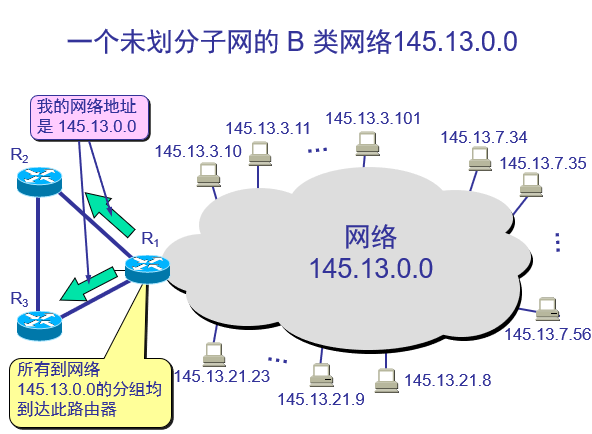 一个未划分子网的 B 类网络145.13.0.0
我的网络地址
是 145.13.0.0
145.13.3.10
145.13.3.11
…
145.13.3.101
145.13.7.34
145.13.7.35
…
R2
R1
R3
网络
145.13.0.0
145.13.7.56
所有到网络
145.13.0.0的分组均
到达此路由器
145.13.21.23
…
145.13.21.9
145.13.21.8